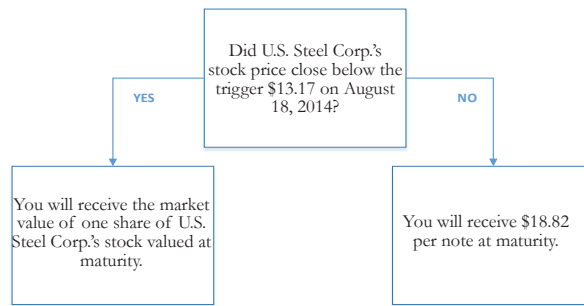 Did U.S. Steel Corp.'s
stock price close below the
trigger $13.17 on August
18, 2014?
YES
NO
You will receive the market
value of one share of U.S.
Steel Corp.'s stock valued at
maturity.
You will receive $18.82
per note at maturity.